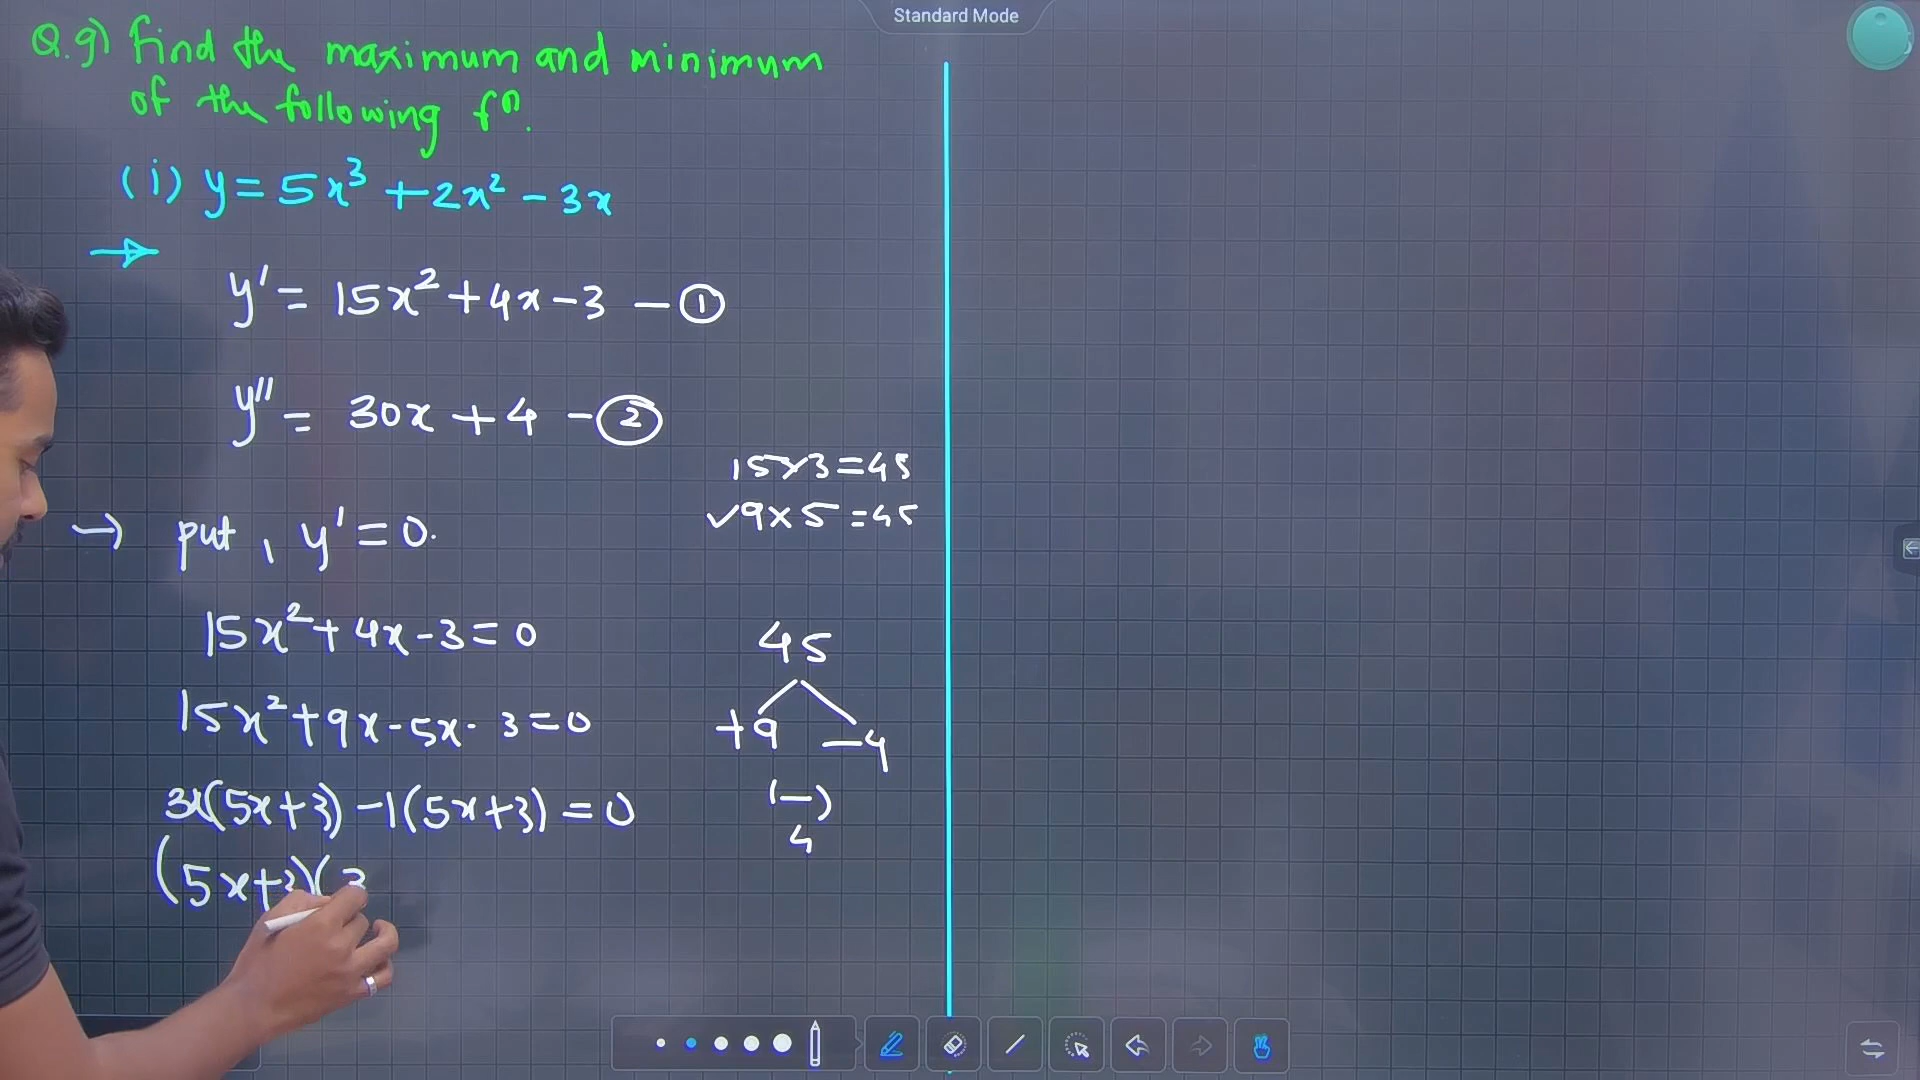 Standard Mode
Q.9) Find the maximum and minimum
of the following fⁿ.
(i) y = 5x³ + 2x² - 3x
y' = 15x² + 4x - 3 - ①
y'' = 30x + 4 - ②
15×3=45
✓9×5=45
→ put, y' = 0.
15x² + 4x - 3 = 0
45
15x² + 9x - 5x - 3 = 0
+9 -4
3x(5x+3) - 1(5x+3) = 0
(-)
4
(5x+3)(3